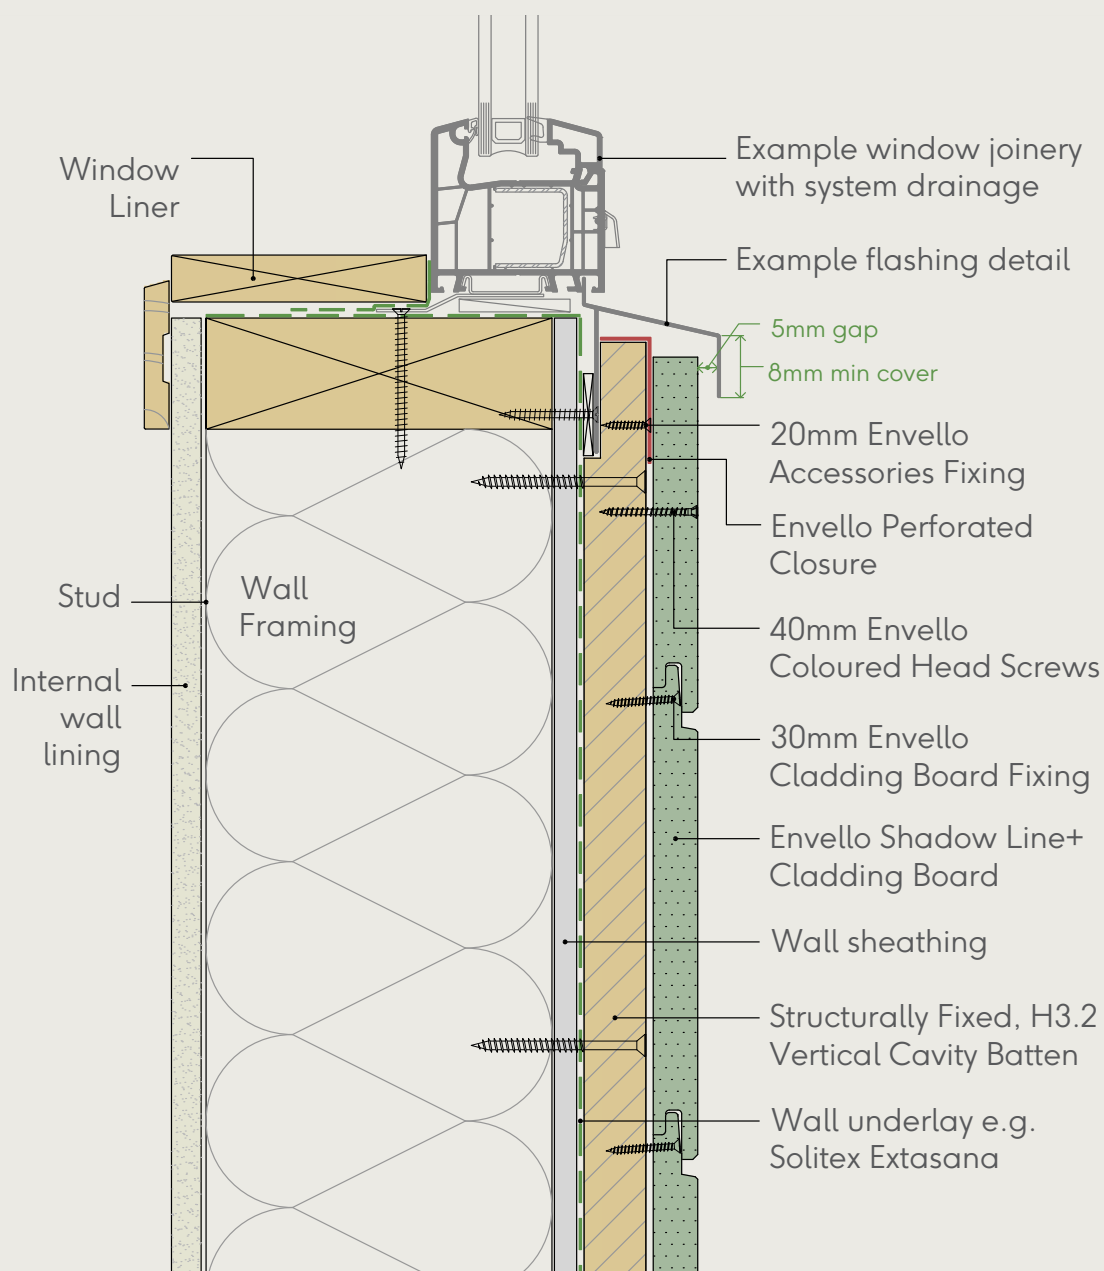 Window
Liner
Example window joinery
with system drainage
Example flashing detail
5mm gap
8mm min cover
20mm Envello
Accessories Fixing
Envello Perforated
Closure
Stud
Wall
Framing
40mm Envello
Coloured Head Screws
Internal
wall
lining
30mm Envello
Cladding Board Fixing
Envello Shadow Line+
Cladding Board
Wall sheathing
Structurally Fixed, H3.2
Vertical Cavity Batten
Wall underlay e.g.
Solitex Extasana